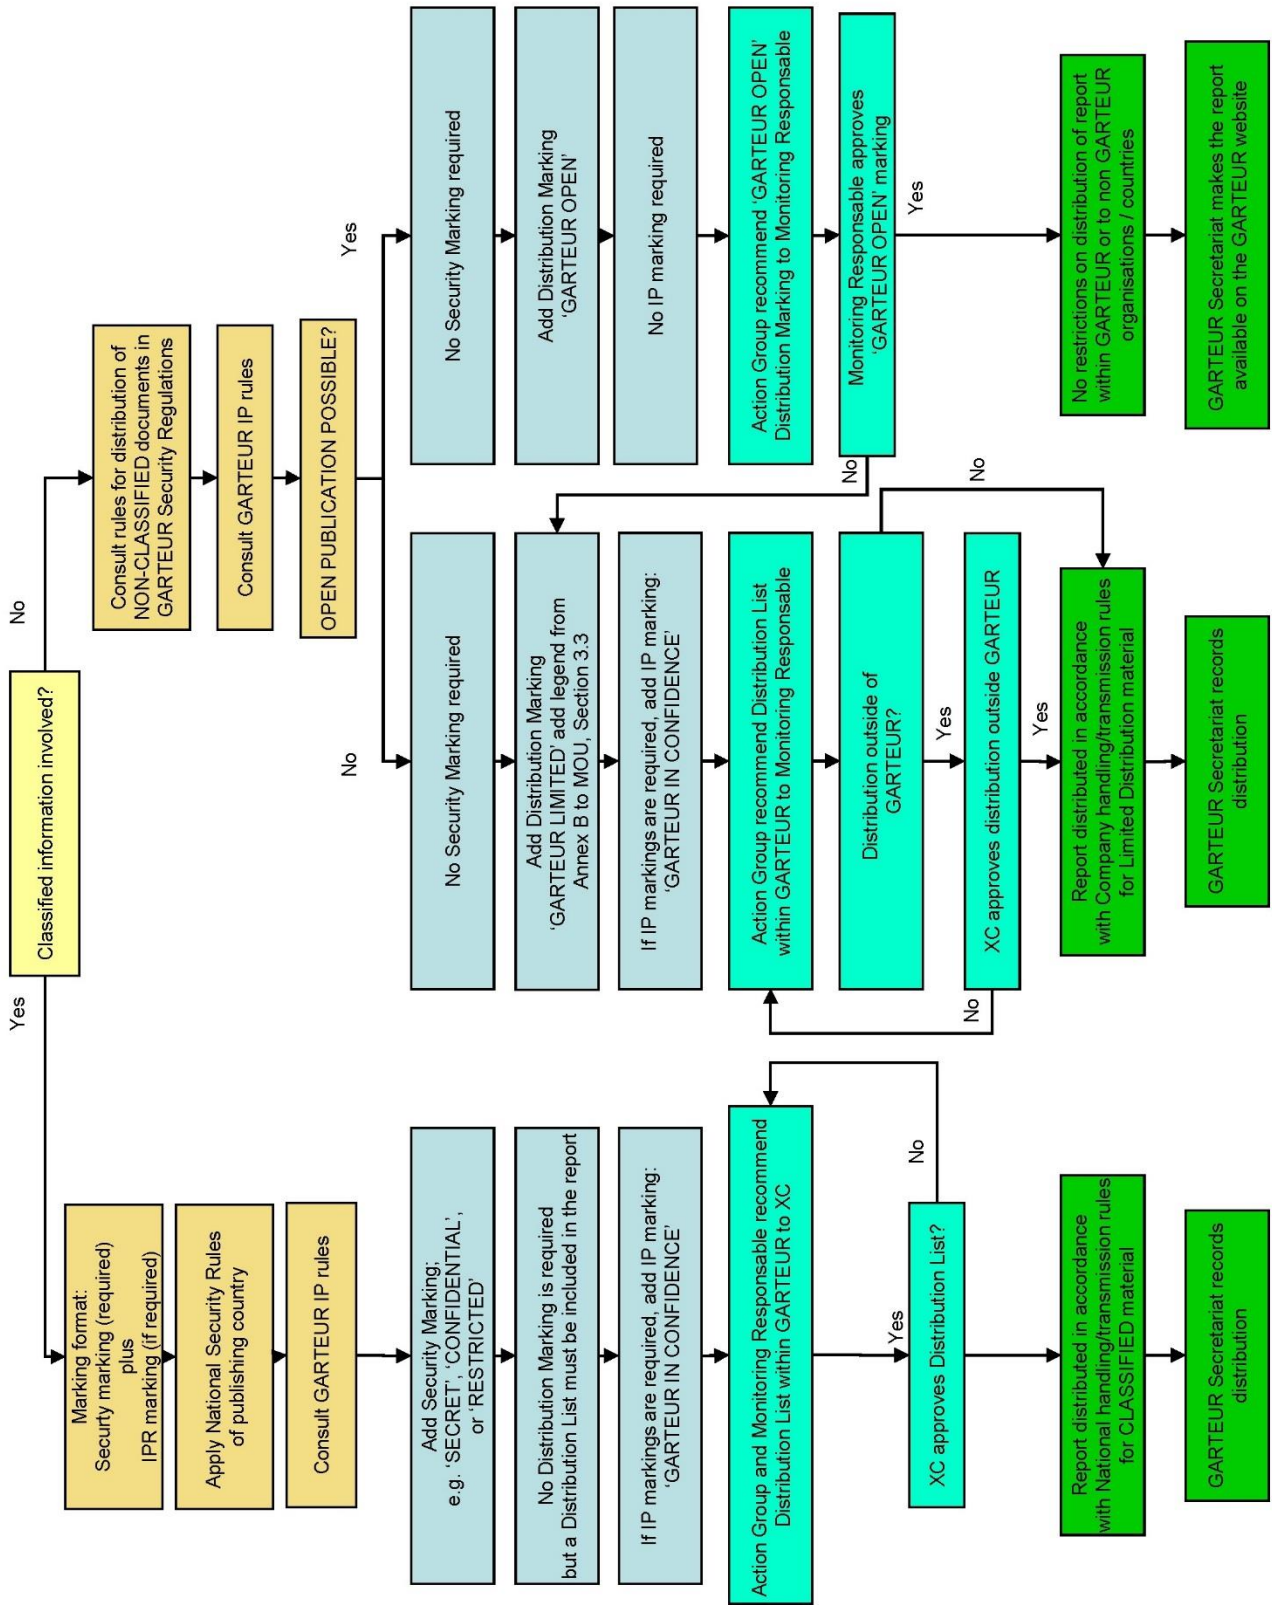 Classified information involved?
Yes
No
Marking format:
Securty marking (required)
plus
IPR marking (if required)
Apply National Security Rules
of publishing country
Consult GARTEUR IP rules
Add Security Marking;
e.g. ‘SECRET’, ‘CONFIDENTIAL’,
or ‘RESTRICTED’
No Distribution Marking is required
but a Distribution List must be included in the report
If IP markings are required, add IP marking:
‘GARTEUR IN CONFIDENCE’
Action Group and Monitoring Responsable recommend
Distribution List within GARTEUR to XC
Yes
No
XC approves Distribution List?
Report distributed in accordance
with National handling/transmission rules
for CLASSIFIED material
GARTEUR Secretariat records
distribution
Consult rules for distribution of
NON-CLASSIFIED documents in
GARTEUR Security Regulations
Consult GARTEUR IP rules
OPEN PUBLICATION POSSIBLE?
No
Yes
No Security Marking required
Add Distribution Marking
‘GARTEUR LIMITED’ add legend from
Annex B to MOU, Section 3.3
If IP markings are required, add IP marking:
‘GARTEUR IN CONFIDENCE’
Action Group recommend Distribution List
within GARTEUR to Monitoring Responsable
Distribution outside of
GARTEUR?
Yes
No
XC approves distribution outside GARTEUR
No
Yes
Report distributed in accordance
with Company handling/transmission rules
for Limited Distribution material
GARTEUR Secretariat records
distribution
No Security Marking required
Add Distribution Marking
‘GARTEUR OPEN’
No IP marking required
Action Group recommend ‘GARTEUR OPEN’
Distribution Marking to Monitoring Responsable
Monitoring Responsable approves
‘GARTEUR OPEN’ marking
No
Yes
No restrictions on distribution of report
within GARTEUR or to non GARTEUR
organisations / countries
GARTEUR Secretariat makes the report
available on the GARTEUR website